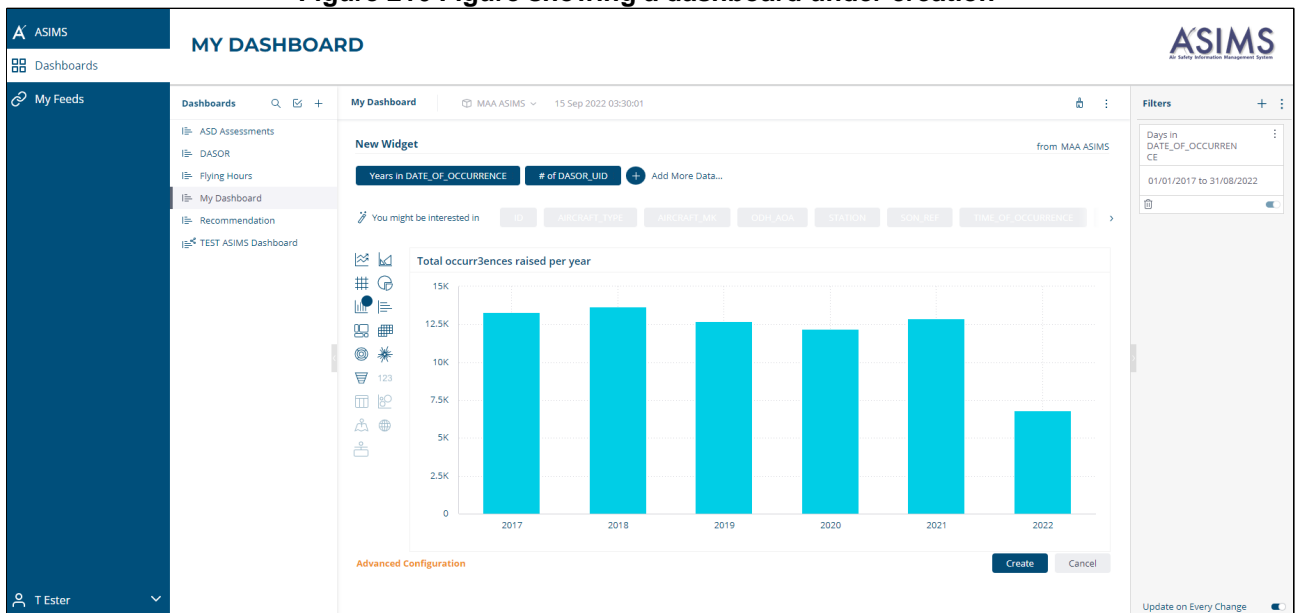 Figure 210 Figure showing a dashboard under creation
ASIMS
Dashboards
My Feeds
T Ester
MY DASHBOARD
ASIMS
Air Safety Information Management System
Dashboards
ASD Assessments
DASOR
Flying Hours
My Dashboard
Recommendation
TEST ASIMS Dashboard
My Dashboard
MAA ASIMS
15 Sep 2022 03:30:01
New Widget
from MAA ASIMS
Years in DATE_OF_OCCURRENCE
# of DASOR_UID
+ Add More Data...
You might be interested in
ID
AIRCRAFT_TYPE
AIRCRAFT_MK
DDH_AOA
STATION
SON_REF
TIME_OF_OCCURRENCE
123
Total occurr3ences raised per year
15K
12.5K
10K
7.5K
5K
2.5K
0
2017
2018
2019
2020
2021
2022
Advanced Configuration
Create
Cancel
Filters
Days in
DATE_OF_OCCURREN
CE
01/01/2017 to 31/08/2022
Update on Every Change